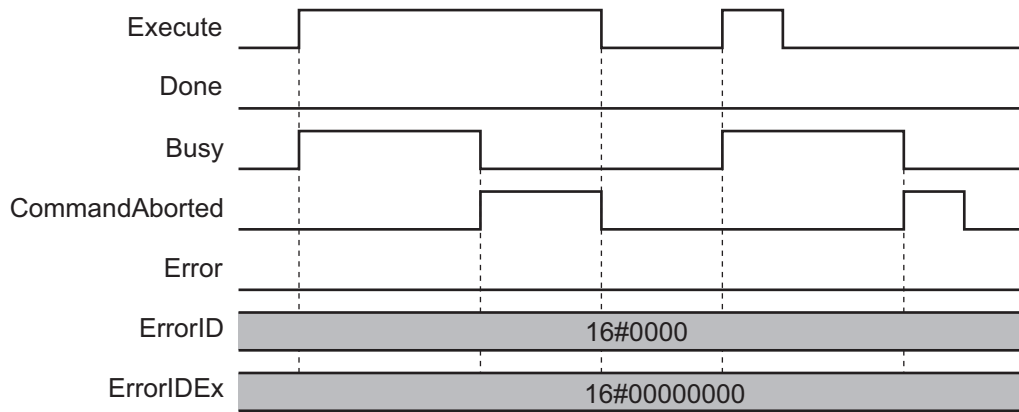 Execute
Done
Busy
CommandAborted
Error
ErrorID
16#0000
ErrorIDEx
16#00000000